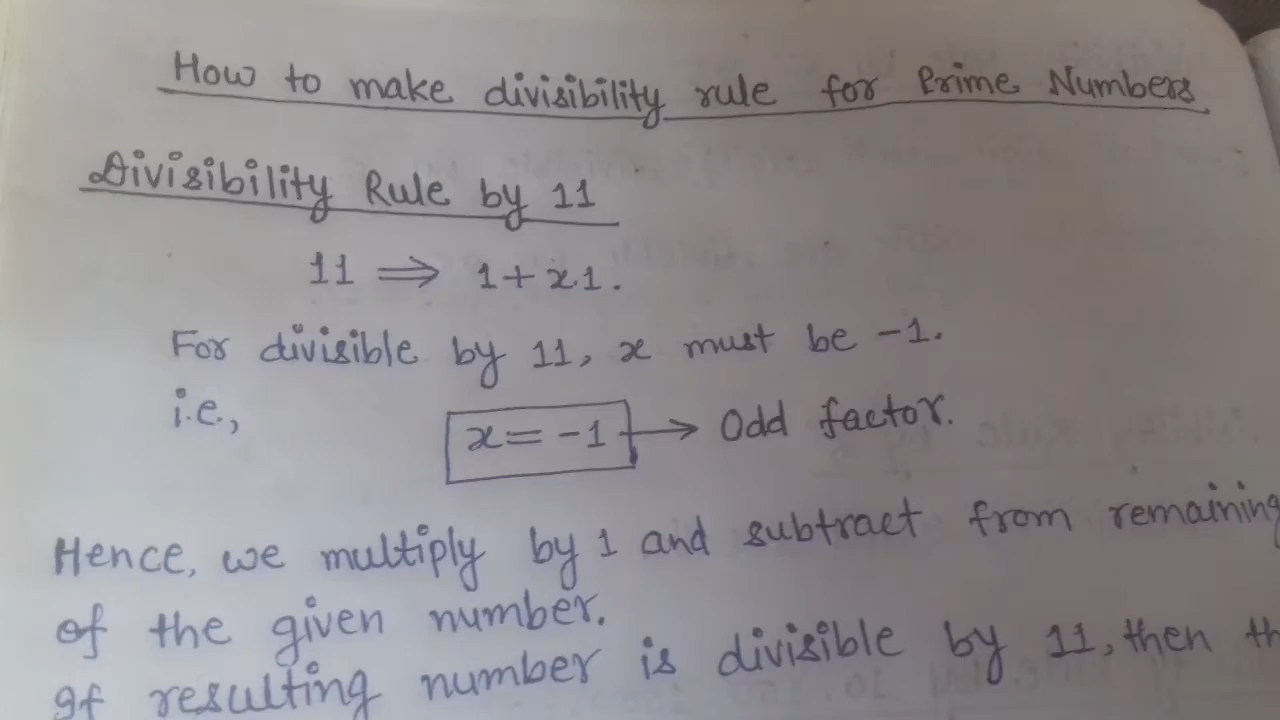 How to make divisibility rule for Prime Numbers
Divisibility Rule by 11
11 ⟹ 1+x.1.
For divisible by 11, x must be -1.
i.e., x = -1 → Odd factor.
Hence, we multiply by 1 and subtract from remaining
of the given number.
If resulting number is divisible by 11, then